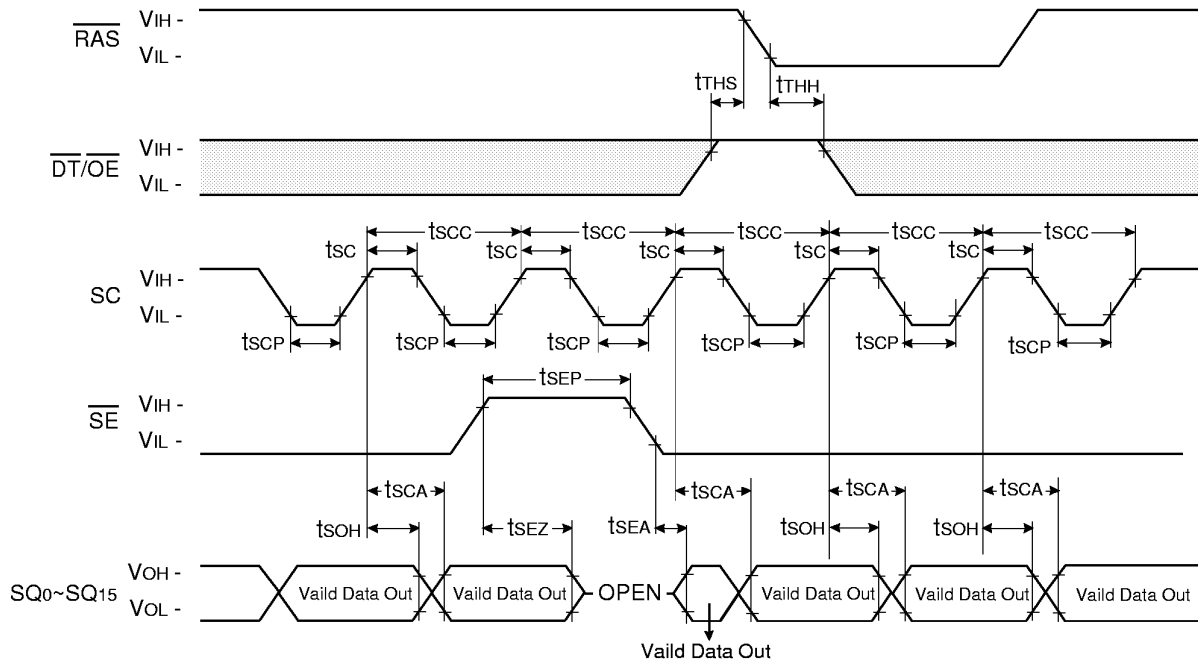 RAS
VIH -
VIL -
tTHS
tTHH
DT/OE
VIH -
VIL -
tSCC tSCC tSCC tSCC tSCC
tSC tSC tSC tSC tSC
SC
VIH -
VIL -
tSCP tSCP tSCP tSCP tSCP tSCP
SE
VIH -
VIL -
tSEP
tSCA tSCA tSCA tSCA
tSOH tSEZ tSEA tSOH tSOH
SQ0~SQ15
VOH -
VOL -
Vaild Data Out Vaild Data Out OPEN Vaild Data Out Vaild Data Out Vaild Data Out
Vaild Data Out